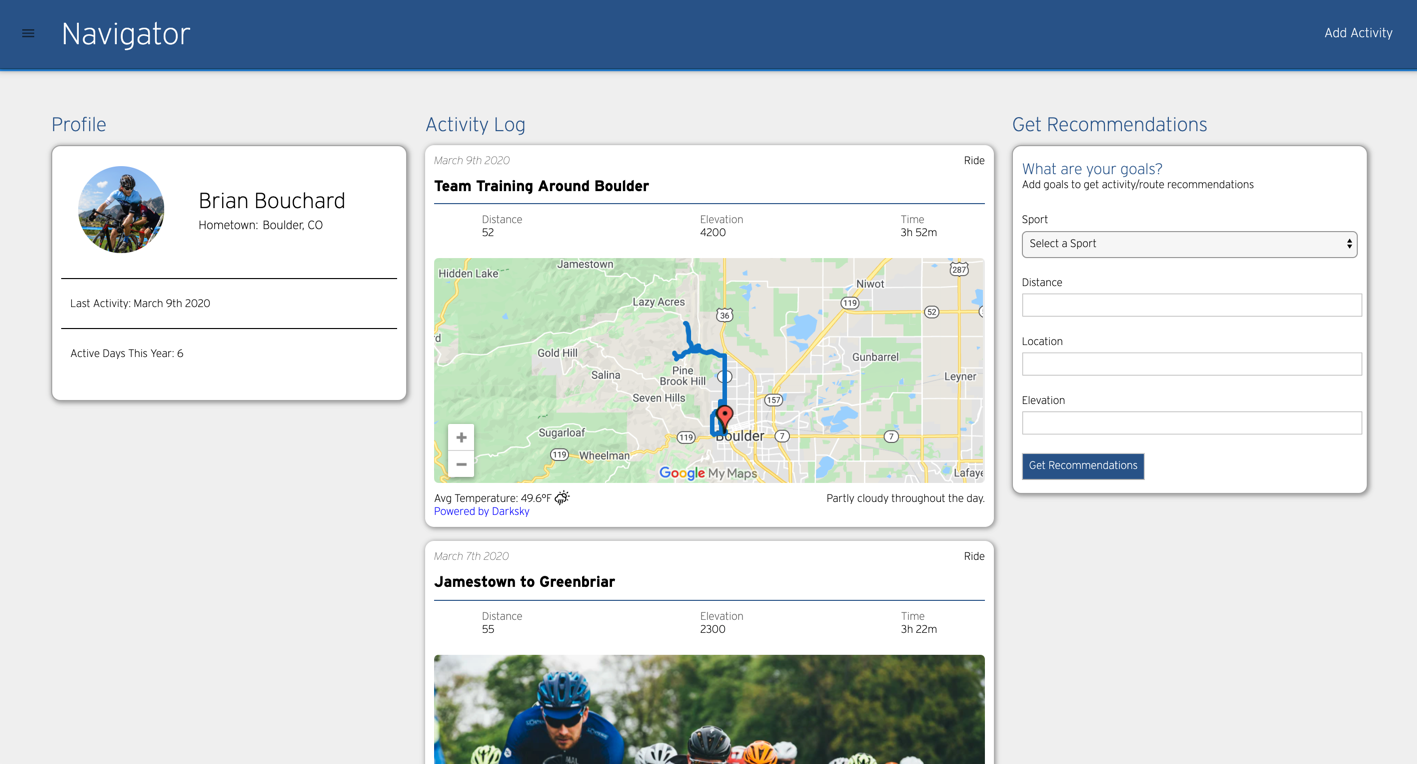 Navigator
Add Activity
Profile
Brian Bouchard
Hometown: Boulder, CO
Last Activity: March 9th 2020
Active Days This Year: 6
Activity Log
March 9th 2020 Ride
Team Training Around Boulder
Distance Elevation Time
52 4200 3h 52m
Jamestown
Hidden Lake
287
Niwot
Lazy Acres
119
36
52
Gold Hill
Gunbarrel
Pine
Brook Hill
Salina
Leyner
Seven Hills
157
Sugarloaf
119
Boulder
7
7
119
Wheelman
Google My Maps
Lafaye
+
−
Avg Temperature: 49.6°F Partly cloudy throughout the day.
Powered by Darksky
March 7th 2020 Ride
Jamestown to Greenbriar
Distance Elevation Time
55 2300 3h 22m
Get Recommendations
What are your goals?
Add goals to get activity/route recommendations
Sport
Select a Sport
Distance
Location
Elevation
Get Recommendations